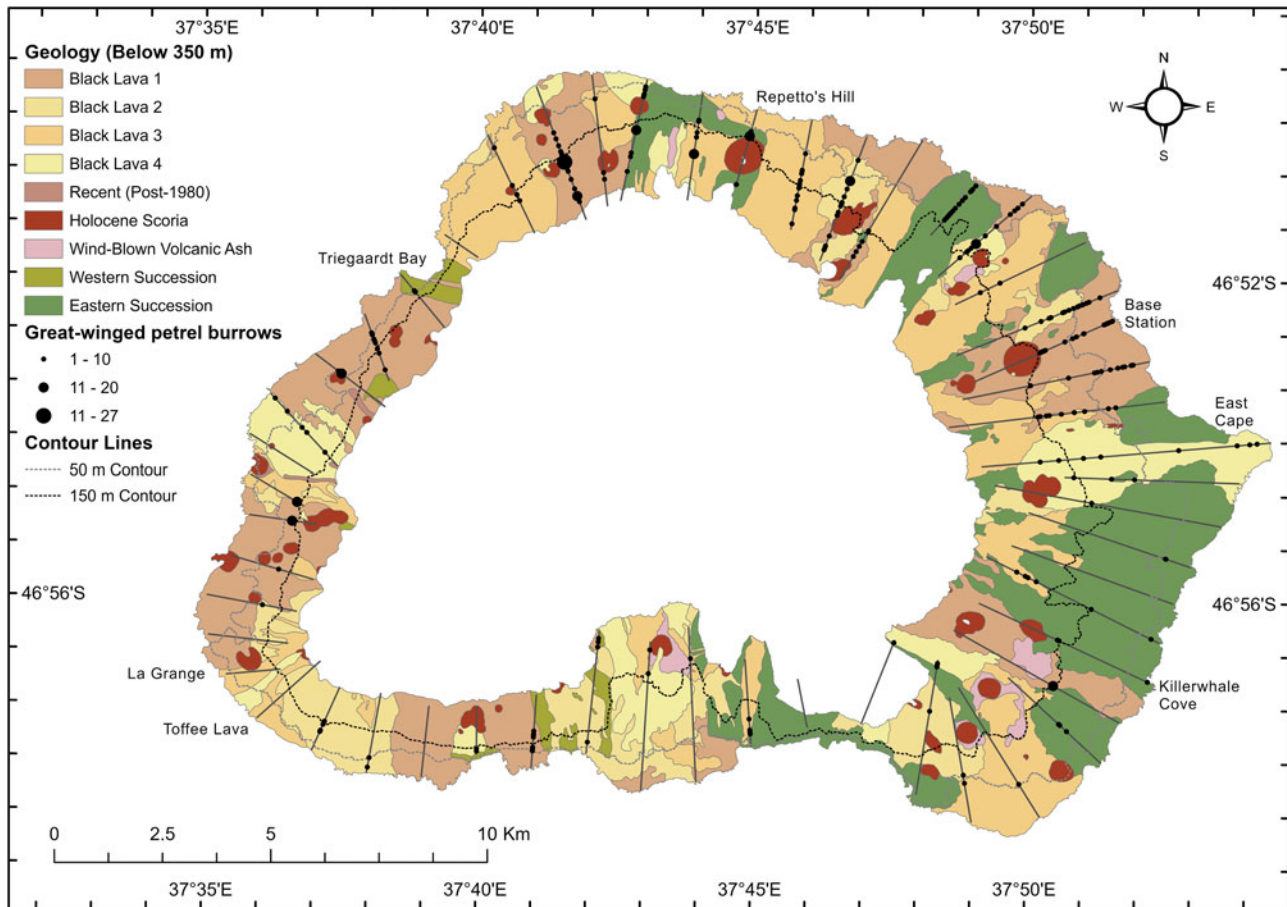 37°35'E 37°40'E 37°45'E 37°50'E
Geology (Below 350 m)
Black Lava 1
Black Lava 2
Black Lava 3
Black Lava 4
Recent (Post-1980)
Holocene Scoria
Wind-Blown Volcanic Ash
Western Succession
Eastern Succession
Great-winged petrel burrows
1 - 10
11 - 20
11 - 27
Contour Lines
50 m Contour
150 m Contour
N
W E
S
Repetto's Hill
Triegaardt Bay
46°52'S
Base
Station
East
Cape
46°56'S
46°56'S
La Grange
Toffee Lava
Killerwhale
Cove
0 2.5 5 10 Km
37°35'E 37°40'E 37°45'E 37°50'E